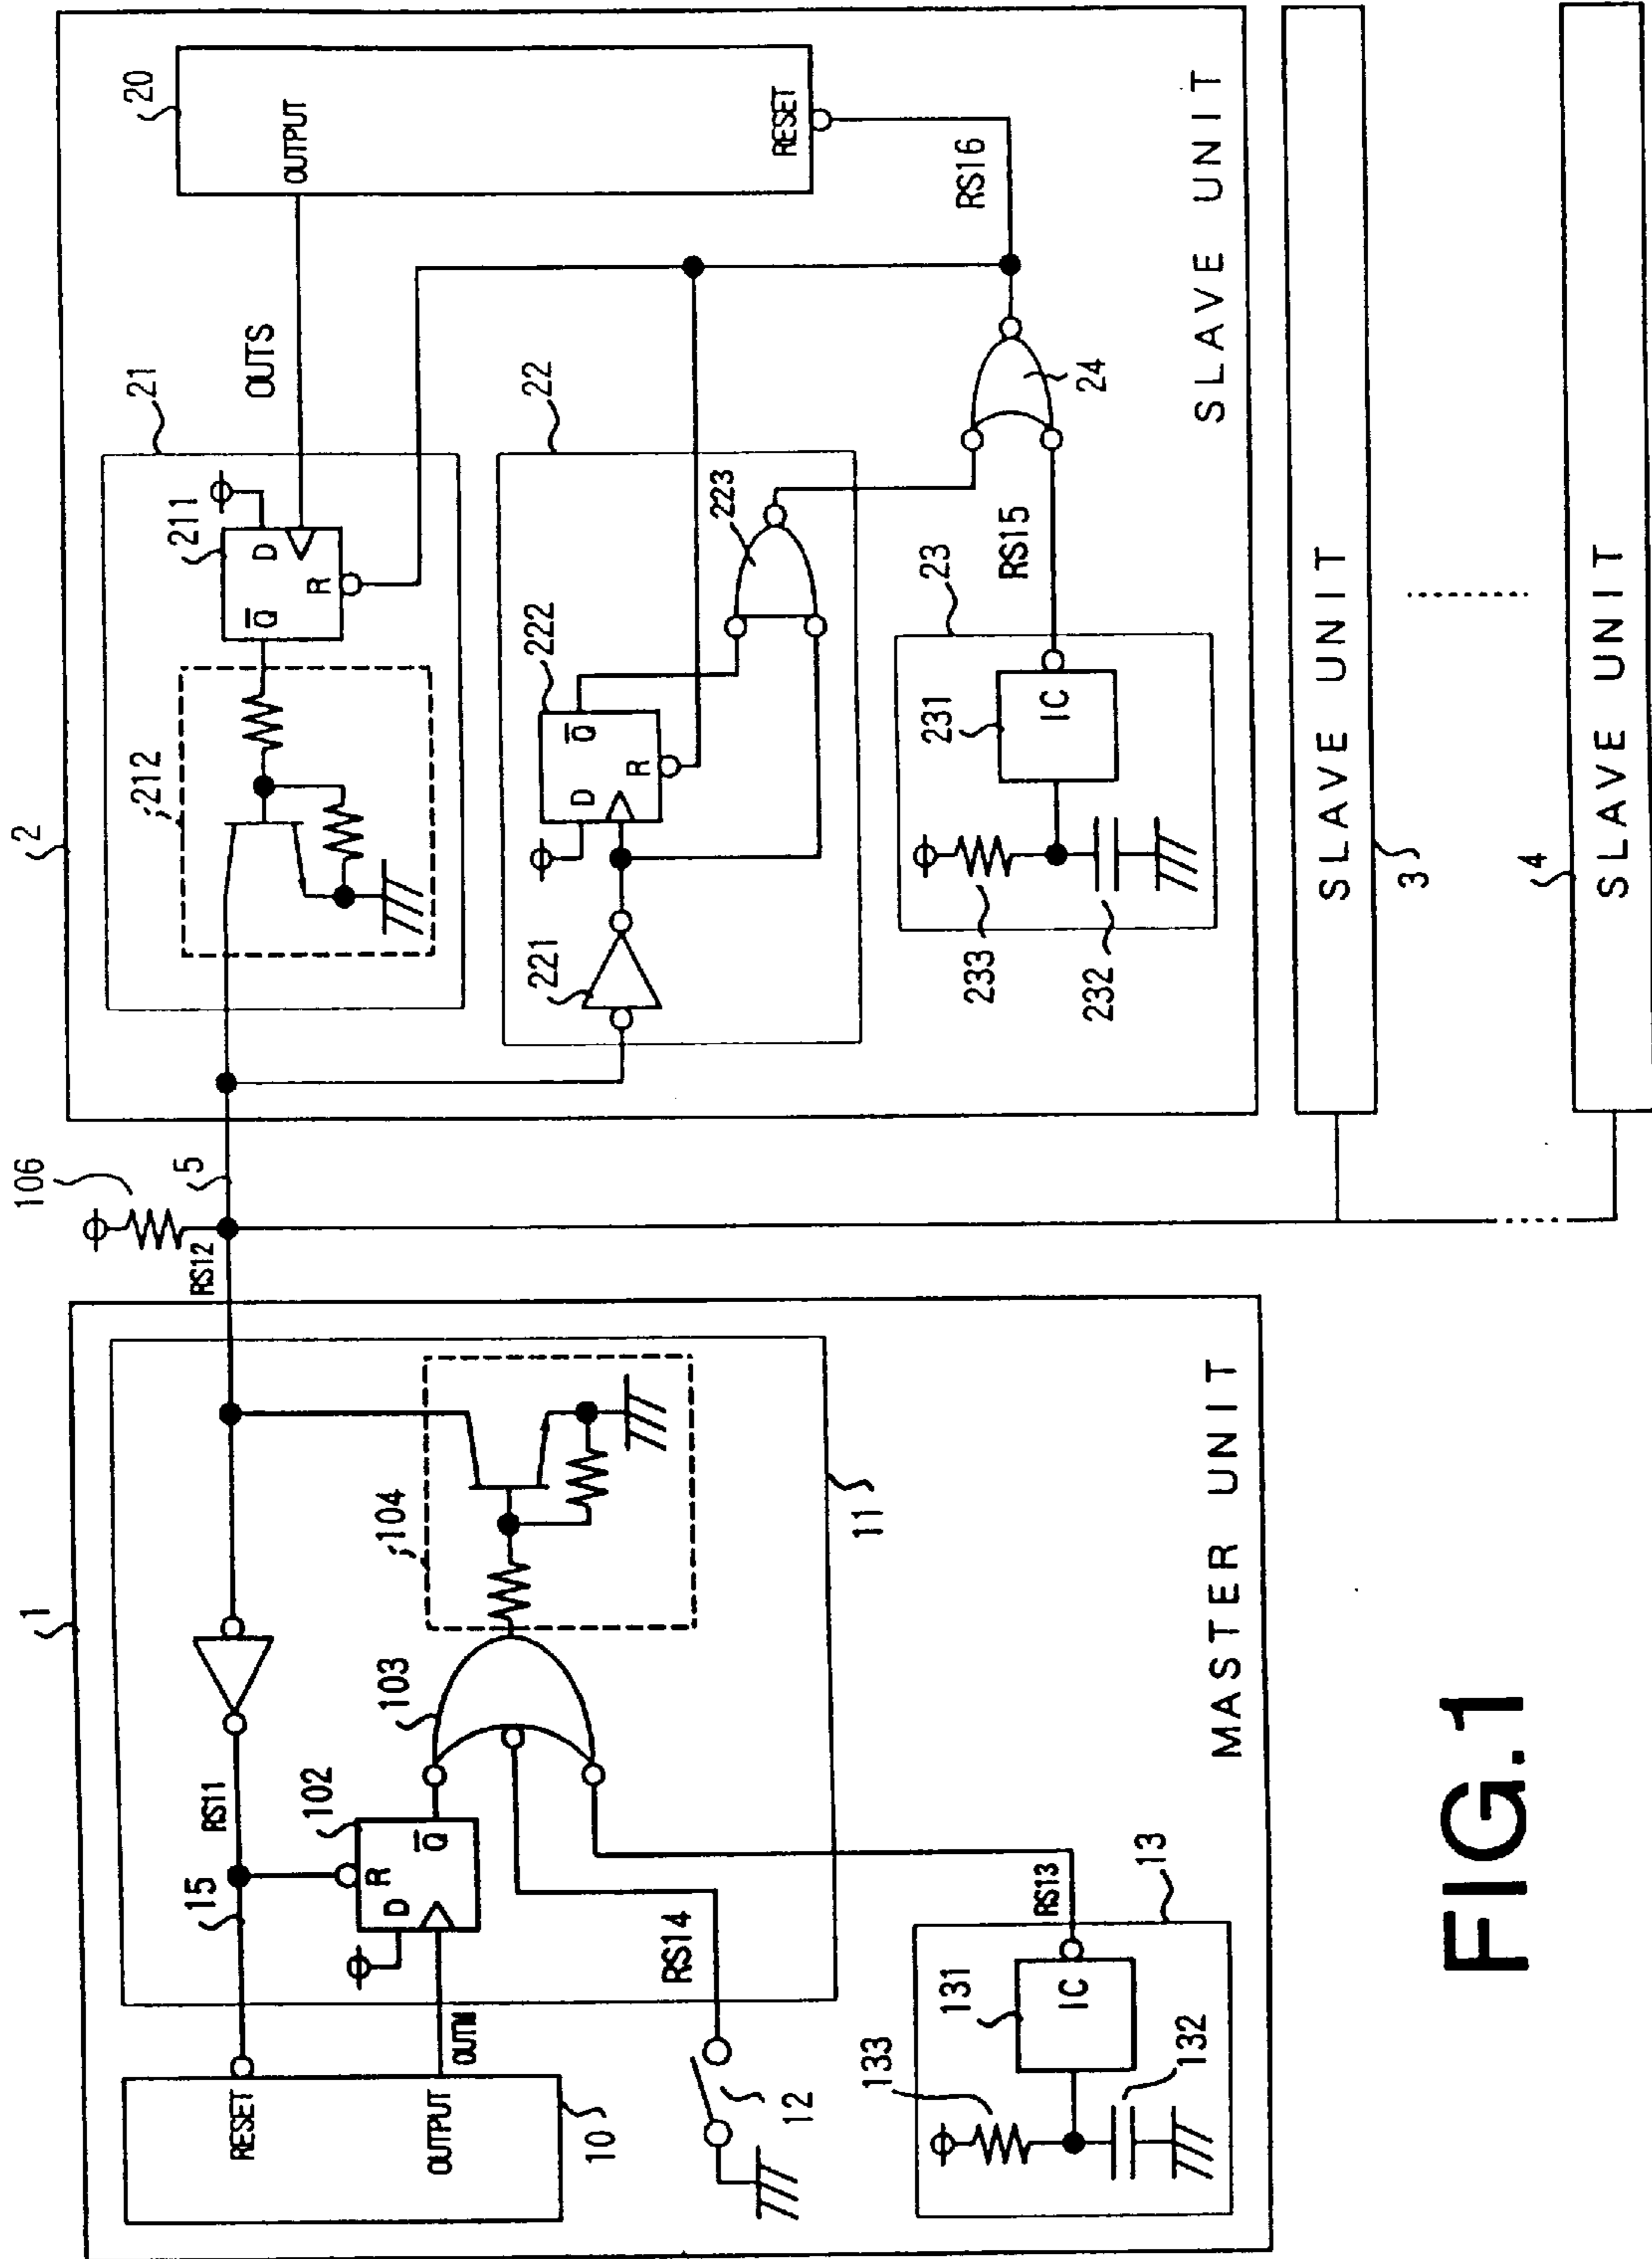 1
15
RS11
RESET
OUTPUT
OUTM
10
102
R
D
Q
103
104
11
RS14
12
RS13
13
131
IC
133
132
MASTER UNIT
RS12
106
5
2
21
212
211
Q
D
R
OUTS
20
OUTPUT
RESET
22
221
222
D
Q
R
223
23
231
IC
233
232
RS15
24
RS16
SLAVE UNIT
SLAVE UNIT
3
4
SLAVE UNIT
FIG.1